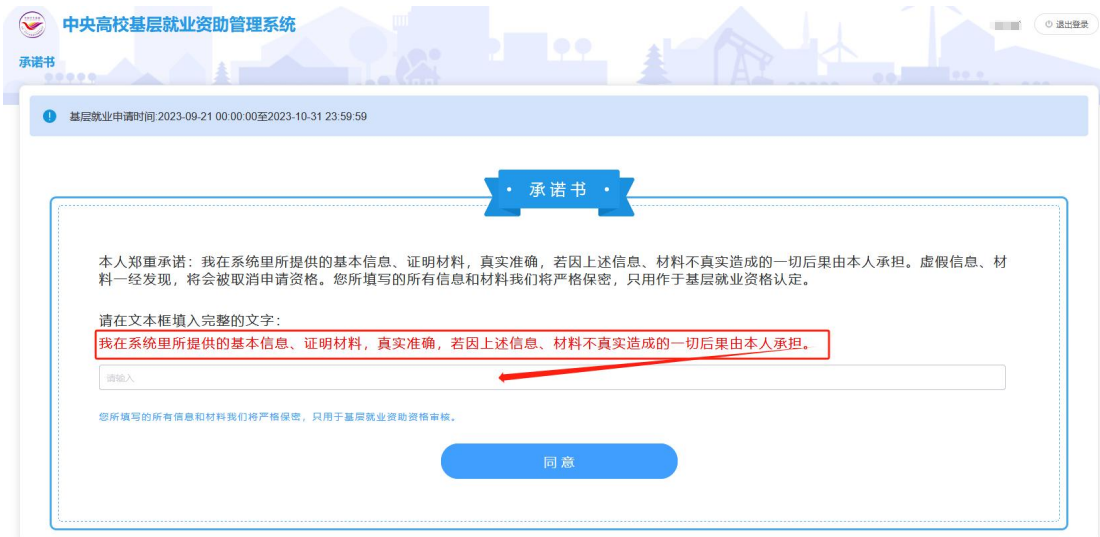 中央高校基层就业资助管理系统
退出登录
承诺书
基层就业申请时间:2023-09-21 00:00:00至2023-10-31 23:59:59
· 承诺书 ·
本人郑重承诺：我在系统里所提供的基本信息、证明材料，真实准确，若因上述信息、材料不真实造成的一切后果由本人承担。虚假信息、材
料一经发现，将会被取消申请资格。您所填写的所有信息和材料我们将严格保密，只用作于基层就业资格认定。
请在文本框填入完整的文字：
我在系统里所提供的基本信息、证明材料，真实准确，若因上述信息、材料不真实造成的一切后果由本人承担。
请输入
您所填写的所有信息和材料我们将严格保密，只用于基层就业资助资格审核。
同意